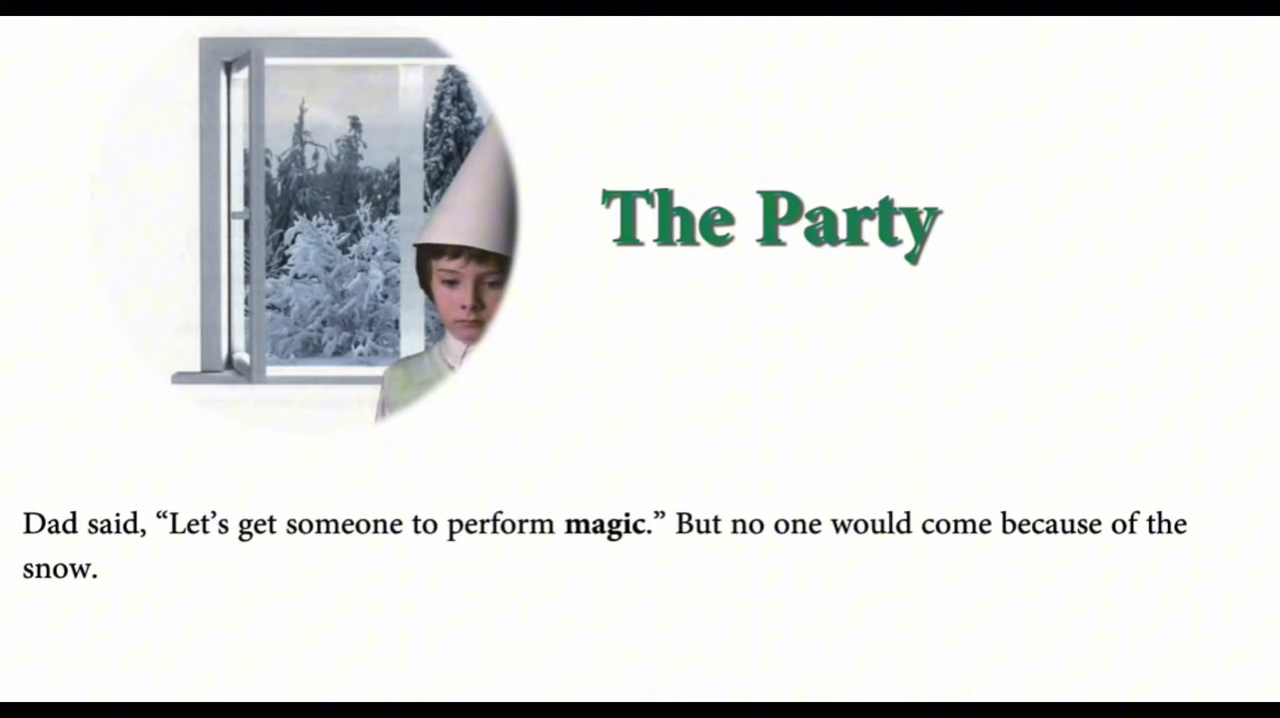 The Party
Dad said, “Let’s get someone to perform magic.” But no one would come because of the
snow.